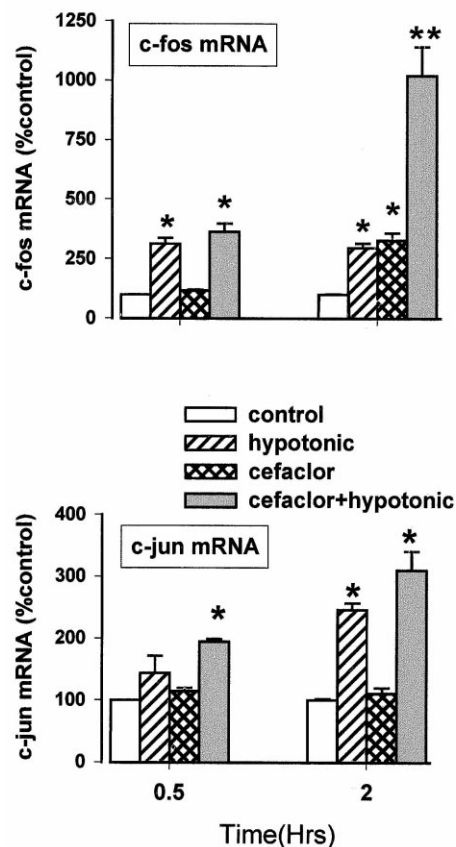 1250
c-fos mRNA
**
1000
750
500
* * * *
250
0
c-fos mRNA (%control)
control
hypotonic
cefaclor
cefaclor+hypotonic
400
c-jun mRNA
*
300
*
*
200
100
0
c-jun mRNA (%control)
0.5 2
Time(Hrs)